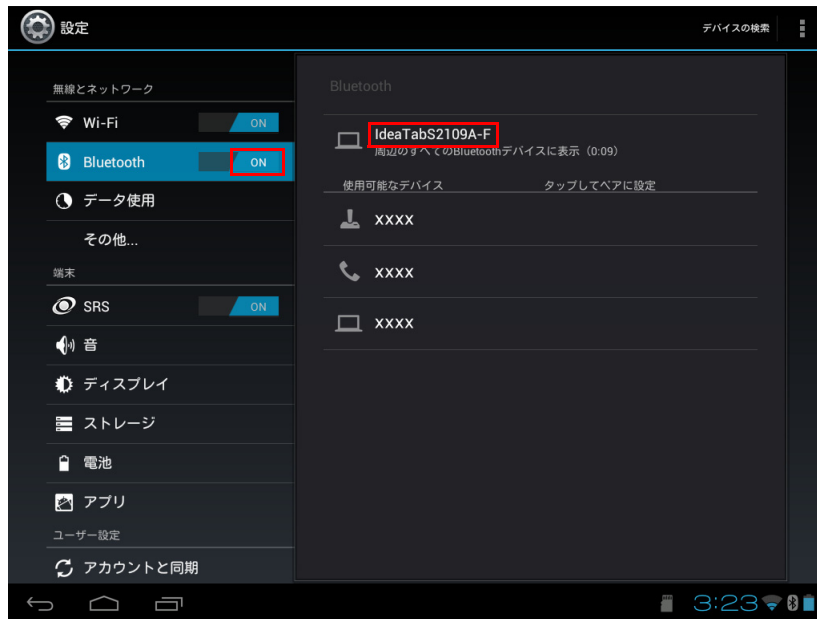 設定
デバイスの検索
無線とネットワーク
Wi-Fi ON
Bluetooth ON
データ使用
その他...
端末
SRS ON
音
ディスプレイ
ストレージ
電池
アプリ
ユーザー設定
アカウントと同期
Bluetooth
IdeaTabS2109A-F
周辺のすべてのBluetoothデバイスに表示（0:09）
使用可能なデバイス タップしてペアに設定
xxxx
xxxx
xxxx
3:23